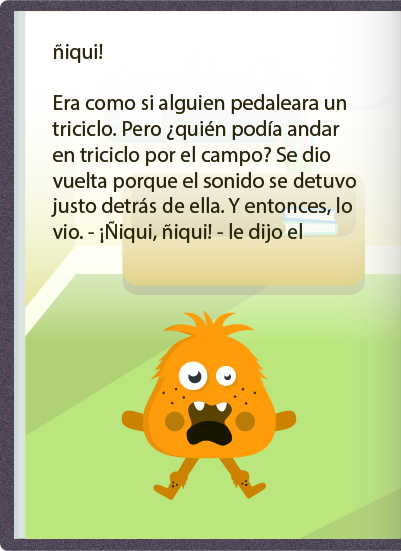 ñiqui!
Era como si alguien pedaleara un
triciclo. Pero ¿quién podía andar
en triciclo por el campo? Se dio
vuelta porque el sonido se detuvo
justo detrás de ella. Y entonces, lo
vio. - ¡Ñiqui, ñiqui! - le dijo el